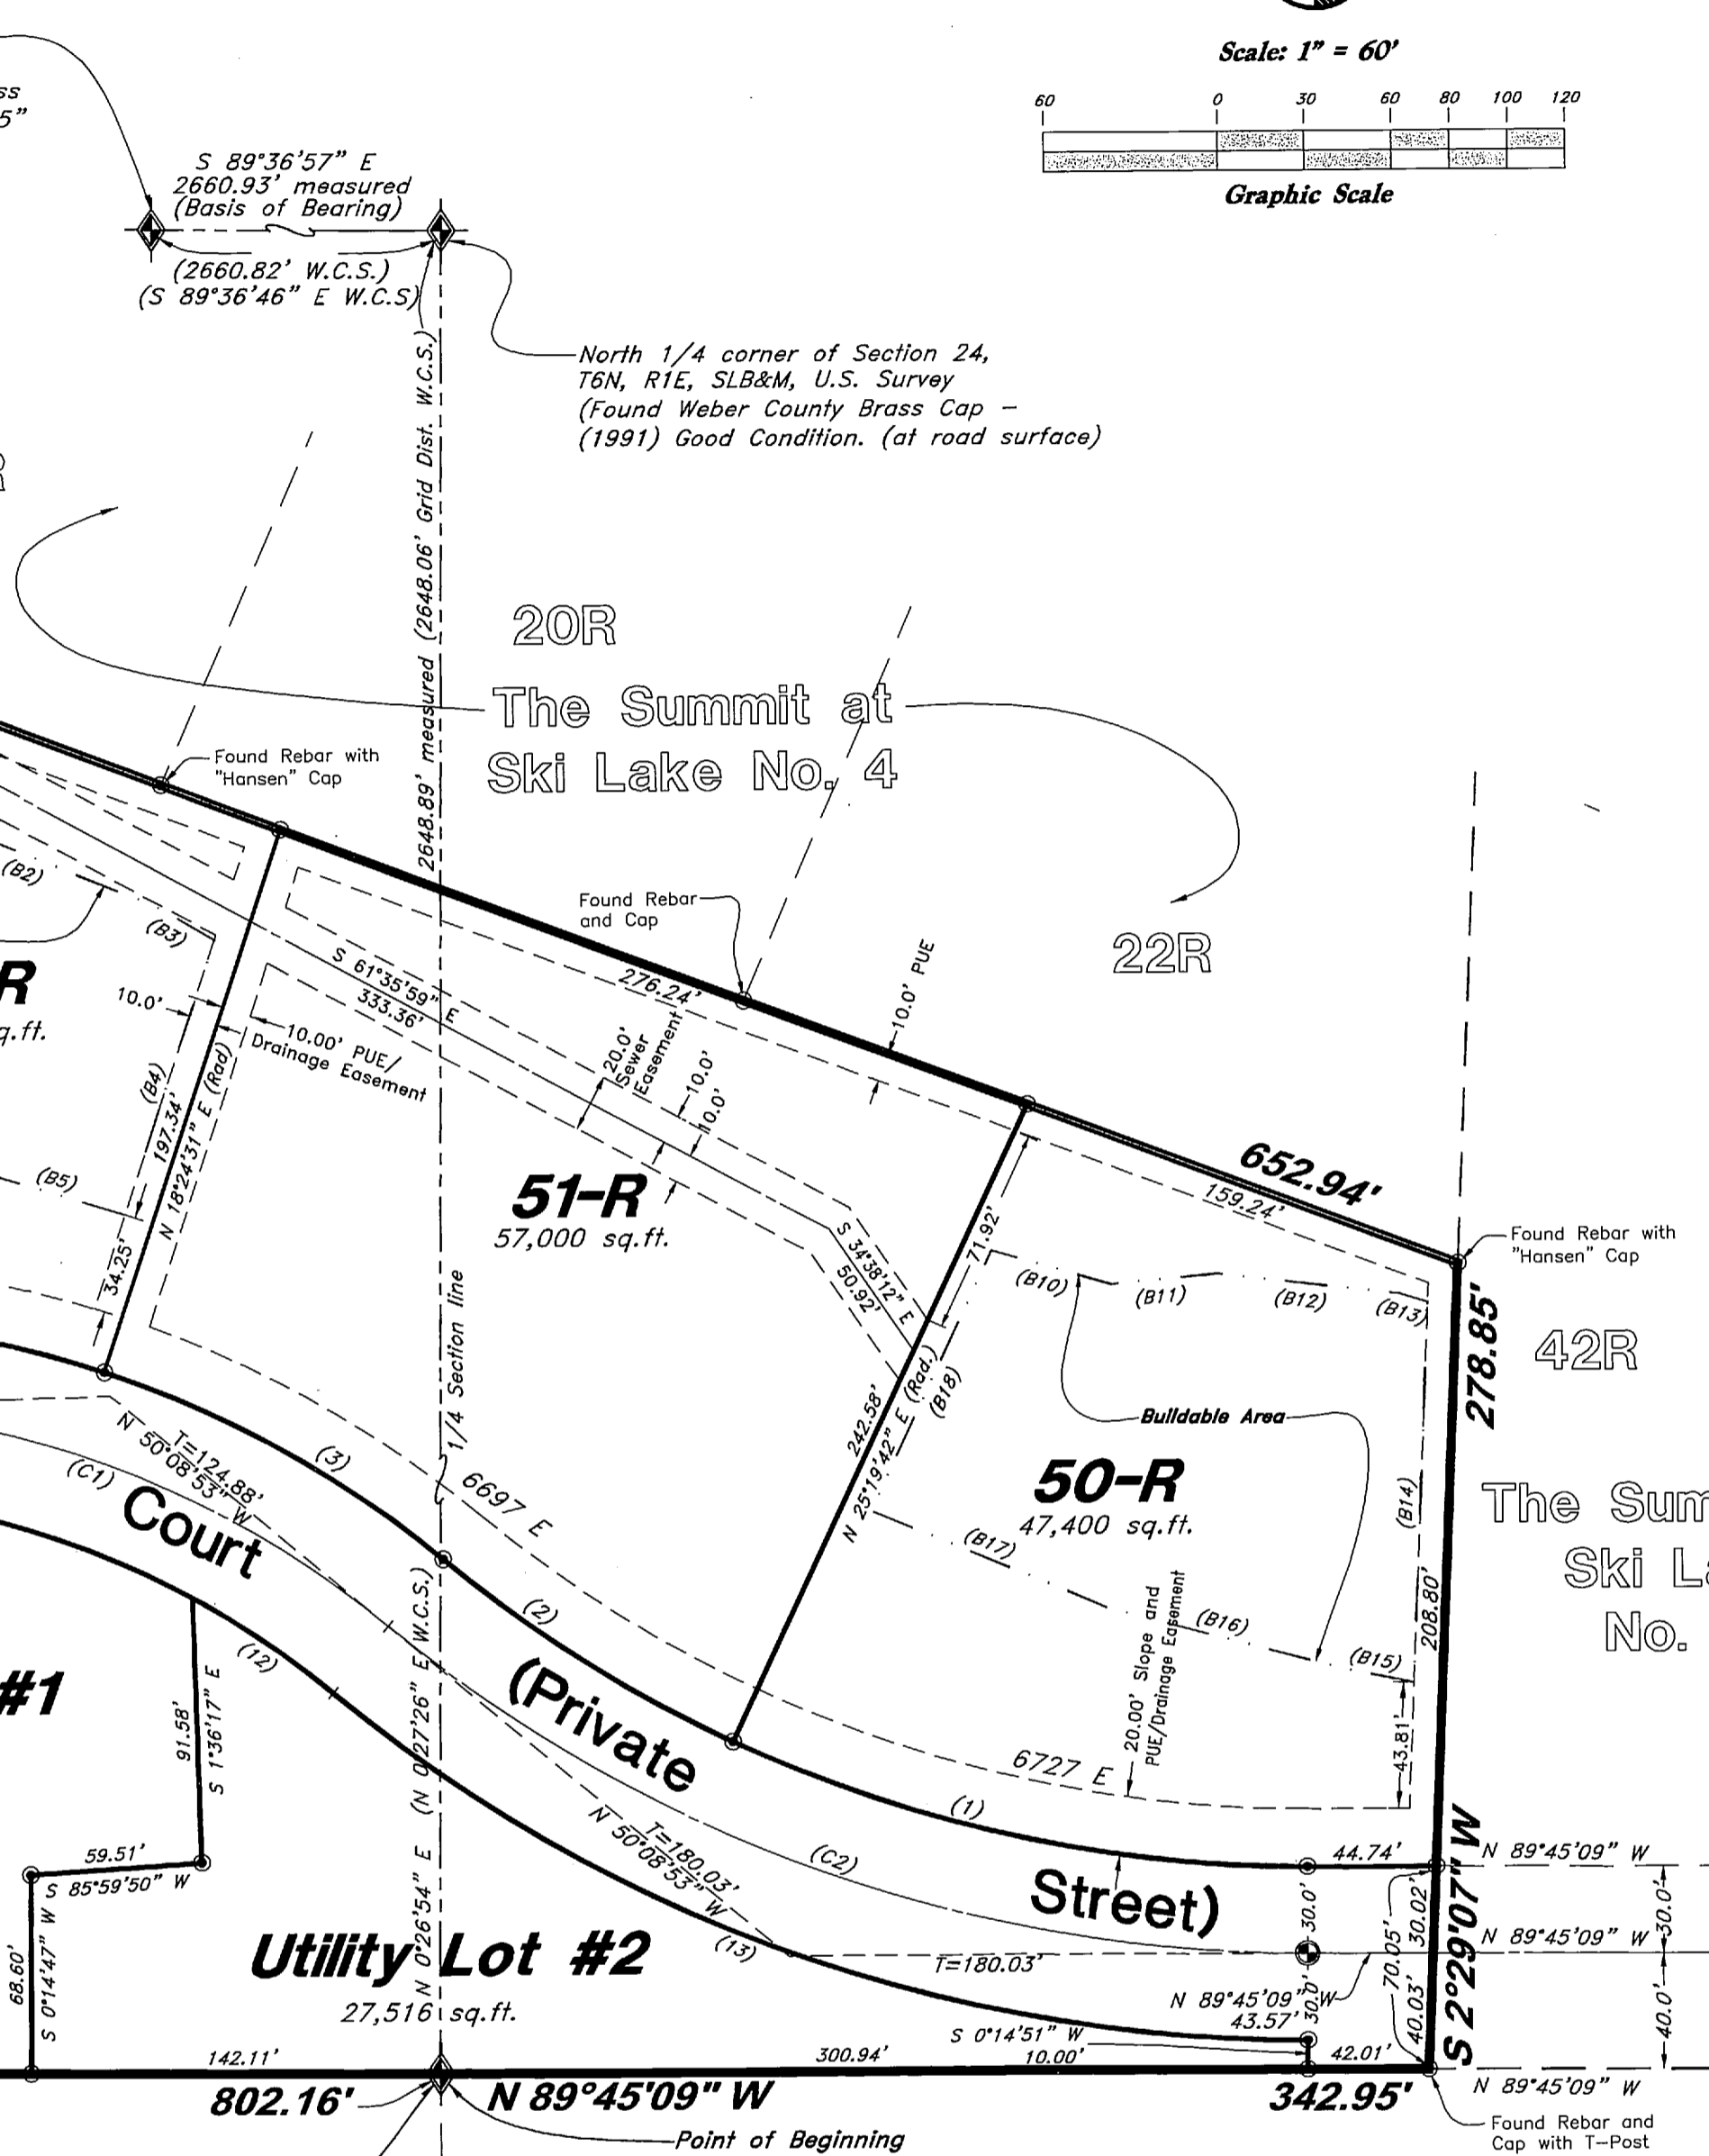 Scale: 1" = 60'
60 0 30 60 80 100 120
Graphic Scale
5"
S 89°36'57" E
2660.93' measured
(Basis of Bearing)
(2660.82' W.C.S.)
(S 89°36'46" E W.C.S)
North 1/4 corner of Section 24,
T6N, R1E, SLB&M, U.S. Survey
(Found Weber County Brass Cap –
(1991) Good Condition. (at road surface)
2648.89' measured (2648.06' Grid Dist. W.C.S.)
20R
The Summit at
Ski Lake No. 4
Found Rebar with
"Hansen" Cap
Found Rebar
and Cap
22R
10.0' PUE
(B2)
(B3)
R
q.ft.
10.0'
(B4)
197.34'
N 18°24'31" E (Rad)
(B5)
34.25'
10.00' PUE/
Drainage Easement
S 61°35'59" E
333.36'
276.24'
20.0'
Sewer
Easement
10.0'
10.0'
51-R
57,000 sq.ft.
S 34°38'12" E
50.92'
71.92'
652.94'
159.24'
Found Rebar with
"Hansen" Cap
(B10)
(B11)
(B12)
(B13)
278.85'
42R
242.58'
N 25°19'42" E (Rad.)
(B18)
Buildable Area
50-R
47,400 sq.ft.
(B14)
The Sum
Ski La
No.
208.80'
(B17)
(B16)
(B15)
43.81'
20.00' Slope and
PUE/Drainage Easement
1/4 Section line
6697 E
6727 E
(3)
T=124.88'
N 50°08'53" W
(C1)
Court
(2)
(12)
(Private
(1)
(C2)
Street)
44.74'
N 89°45'09" W
30.0'
30.02'
30.0'
N 89°45'09" W
T=180.03'
N 50°08'53" W
(13)
T=180.03'
N 89°45'09" W
43.57'
30.0'
S 0°14'51" W
10.00'
70.05'
40.03'
S 2°29'07" W
40.0'
#1
91.58'
S 1°36'17" E
59.51'
S 85°59'50" W
68.60'
S 0°14'47" W
N 0°26'54" E (N 0°27'26" E W.C.S.)
Utility Lot #2
27,516 sq.ft.
142.11'
300.94'
42.01'
802.16'
N 89°45'09" W
342.95'
N 89°45'09" W
Found Rebar and
Cap with T-Post
Point of Beginning